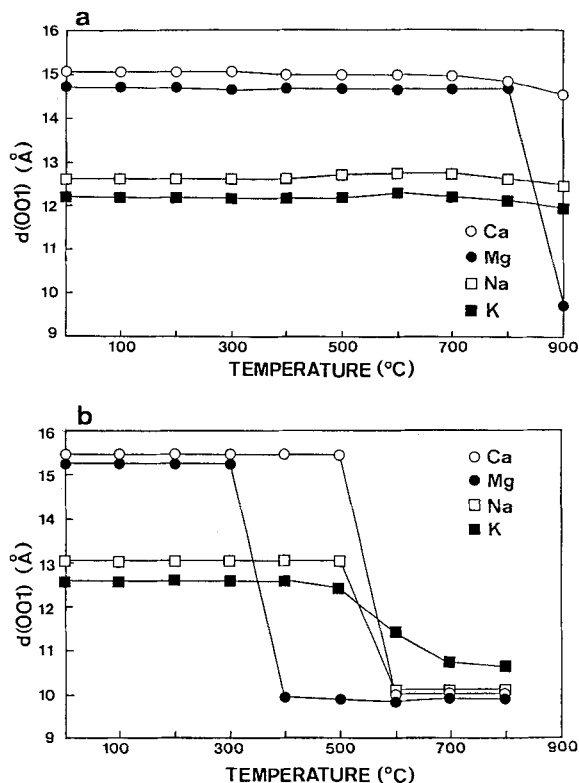 a
16
15
14
13
12
11
10
9
d(001) (Å)
100
300
500
700
900
TEMPERATURE (°C)
Ca
Mg
Na
K
b
16
15
14
13
12
11
10
9
d(001) (Å)
100
300
500
700
900
TEMPERATURE (°C)
Ca
Mg
Na
K